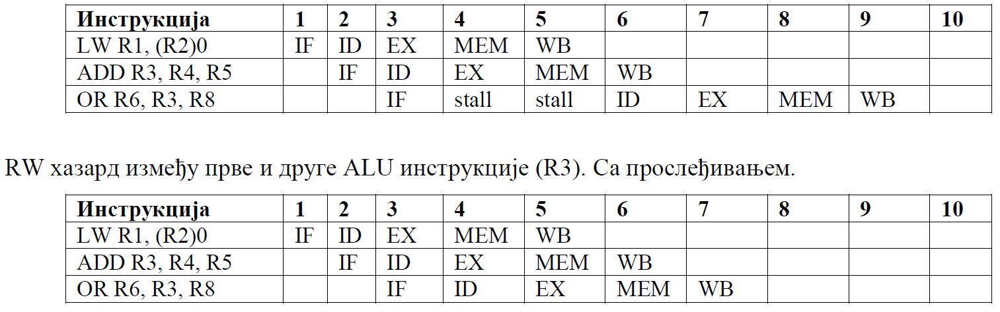 Инструкција 1 2 3 4 5 6 7 8 9 10
LW R1, (R2)0 IF ID EX MEM WB
ADD R3, R4, R5 IF ID EX MEM WB
OR R6, R3, R8 IF stall stall ID EX MEM WB
RW хазард између прве и друге ALU инструкције (R3). Са прослеђивањем.
Инструкција 1 2 3 4 5 6 7 8 9 10
LW R1, (R2)0 IF ID EX MEM WB
ADD R3, R4, R5 IF ID EX MEM WB
OR R6, R3, R8 IF ID EX MEM WB